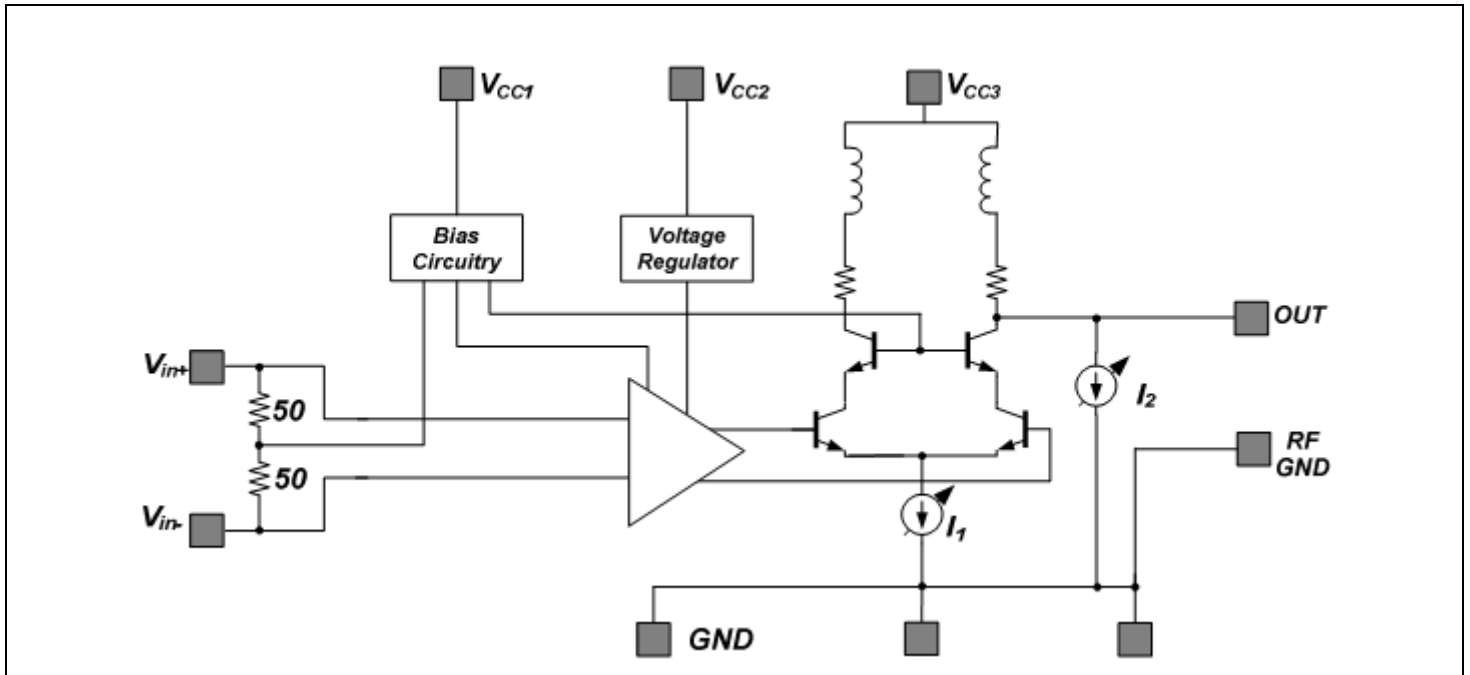 VCC1
VCC2
VCC3
Bias
Circuitry
Voltage
Regulator
OUT
Vin+
50
I2
RF
GND
50
Vin-
I1
GND